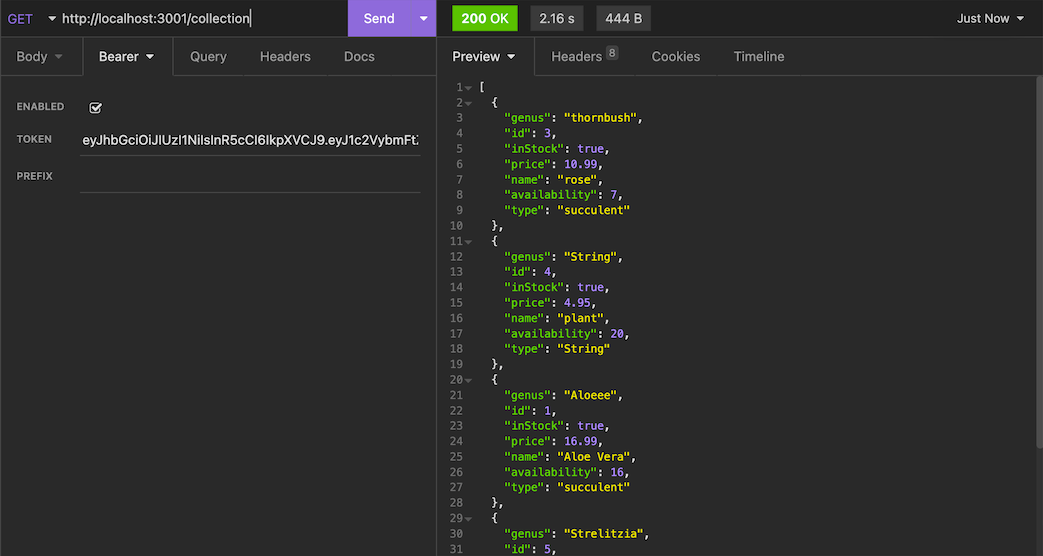 GET http://localhost:3001/collection Send 200 OK 2.16 s 444 B Just Now
Body Bearer Query Headers Docs Preview Headers 8 Cookies Timeline
ENABLED
TOKEN eyJhbGciOiJIUzI1NiIsInR5cCI6IkpXVCJ9.eyJ1c2VybmFt
PREFIX
1 [
2 {
3 "genus": "thornbush",
4 "id": 3,
5 "inStock": true,
6 "price": 10.99,
7 "name": "rose",
8 "availability": 7,
9 "type": "succulent"
10 },
11 {
12 "genus": "String",
13 "id": 4,
14 "inStock": true,
15 "price": 4.95,
16 "name": "plant",
17 "availability": 20,
18 "type": "String"
19 },
20 {
21 "genus": "Aloeee",
22 "id": 1,
23 "inStock": true,
24 "price": 16.99,
25 "name": "Aloe Vera",
26 "availability": 16,
27 "type": "succulent"
28 },
29 {
30 "genus": "Strelitzia",
31 "id": 5,